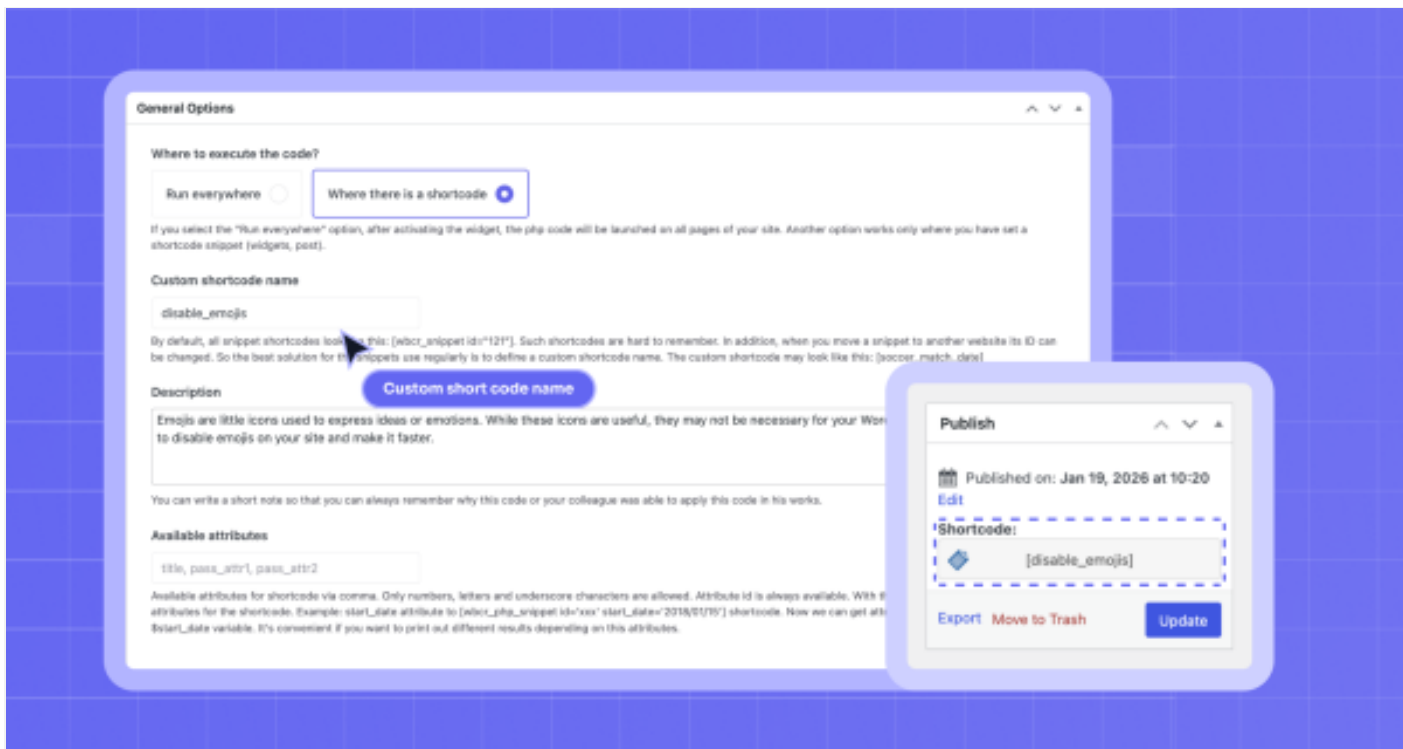 General Options
Where to execute the code?
Run everywhere
Where there is a shortcode
If you select the "Run everywhere" option, after activating the widget, the php code will be launched on all pages of your site. Another option works only where you have set a
shortcode snippet (widgets, post).
Custom shortcode name
disable_emojis
By default, all snippet shortcodes look this: [wbcr_snippet id="121"]. Such shortcodes are hard to remember. In addition, when you move a snippet to another website its ID can
be changed. So the best solution for the snippets use regularly is to define a custom shortcode name. The custom shortcode may look like this: [soccer_match_date]
Custom short code name
Description
Emojis are little icons used to express ideas or emotions. While these icons are useful, they may not be necessary for your Wor
to disable emojis on your site and make it faster.
You can write a short note so that you can always remember why this code or your colleague was able to apply this code in his works.
Available attributes
title, pass_attr1, pass_attr2
Available attributes for shortcode via comma. Only numbers, letters and underscore characters are allowed. Attribute id is always available. With
attributes for the shortcode. Example: start_date attribute to [wbcr_php_snippet id='xxx' start_date='2018/01/15'] shortcode. Now we can get
$start_date variable. It's convenient if you want to print out different results depending on this attributes.
Publish
Published on: Jan 19, 2026 at 10:20
Edit
Shortcode:
[disable_emojis]
Export Move to Trash
Update